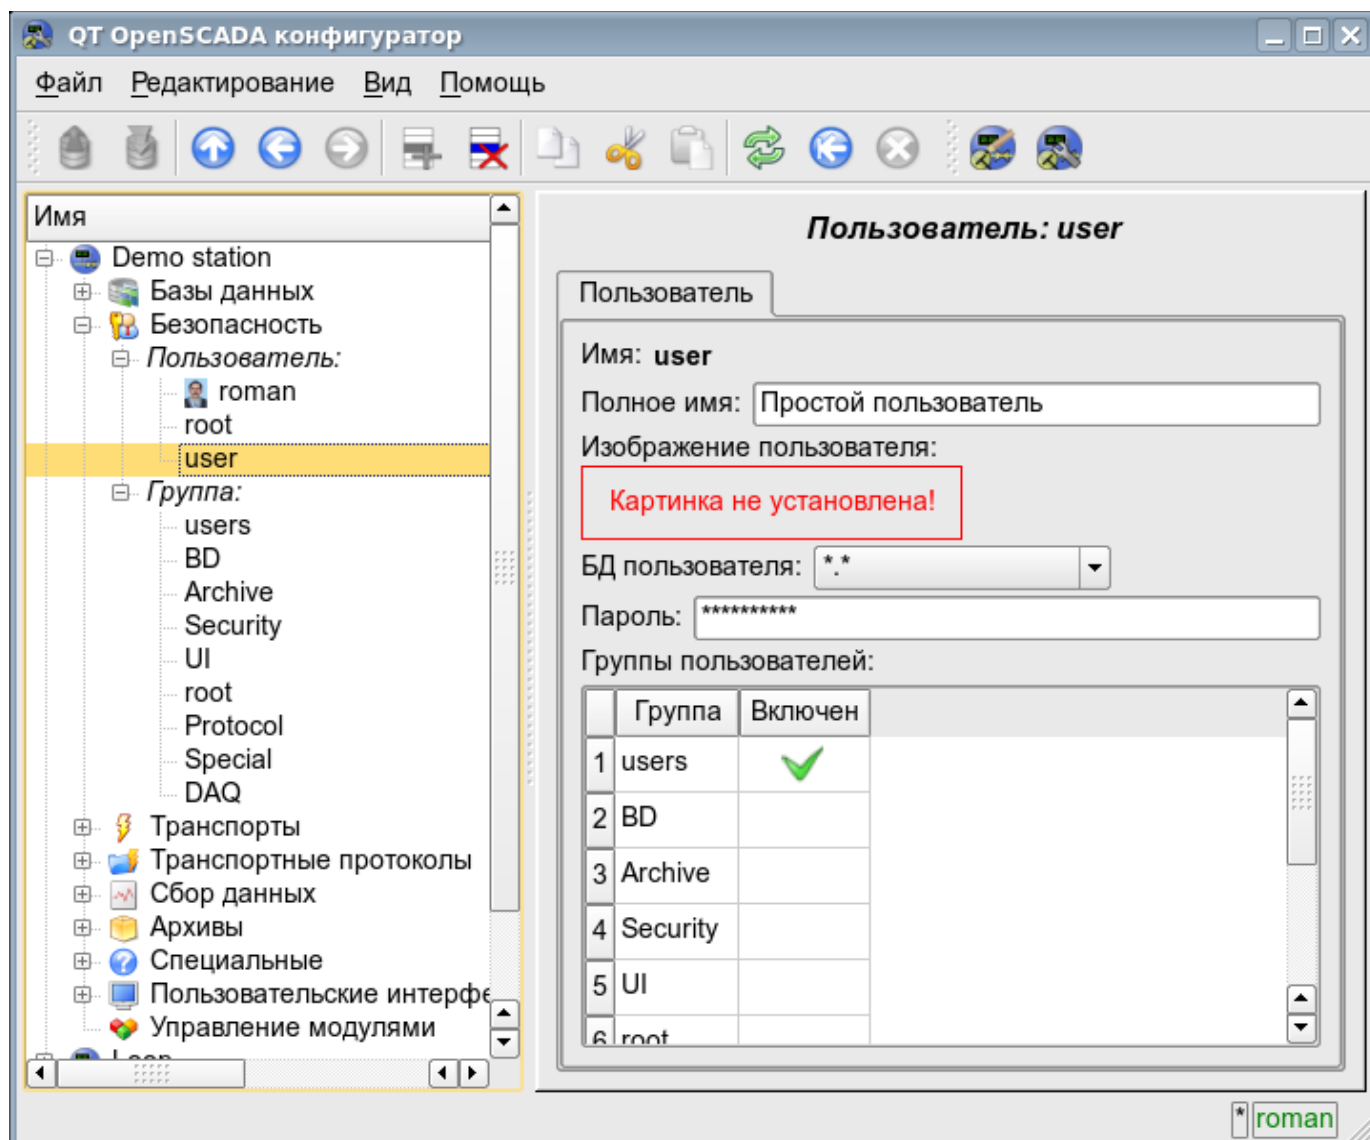 QT OpenSCADA конфигуратор
Файл Редактирование Вид Помощь
Имя
Demo station
Базы данных
Безопасность
Пользователь:
roman
root
user
Группа:
users
BD
Archive
Security
UI
root
Protocol
Special
DAQ
Транспорты
Транспортные протоколы
Сбор данных
Архивы
Специальные
Пользовательские интерфе
Управление модулями
Loop
Пользователь: user
Пользователь
Имя: user
Полное имя: Простой пользователь
Изображение пользователя:
Картинка не установлена!
БД пользователя: *.*
Пароль: **********
Группы пользователей:
Группа Включен
1 users
2 BD
3 Archive
4 Security
5 UI
6 root
* roman